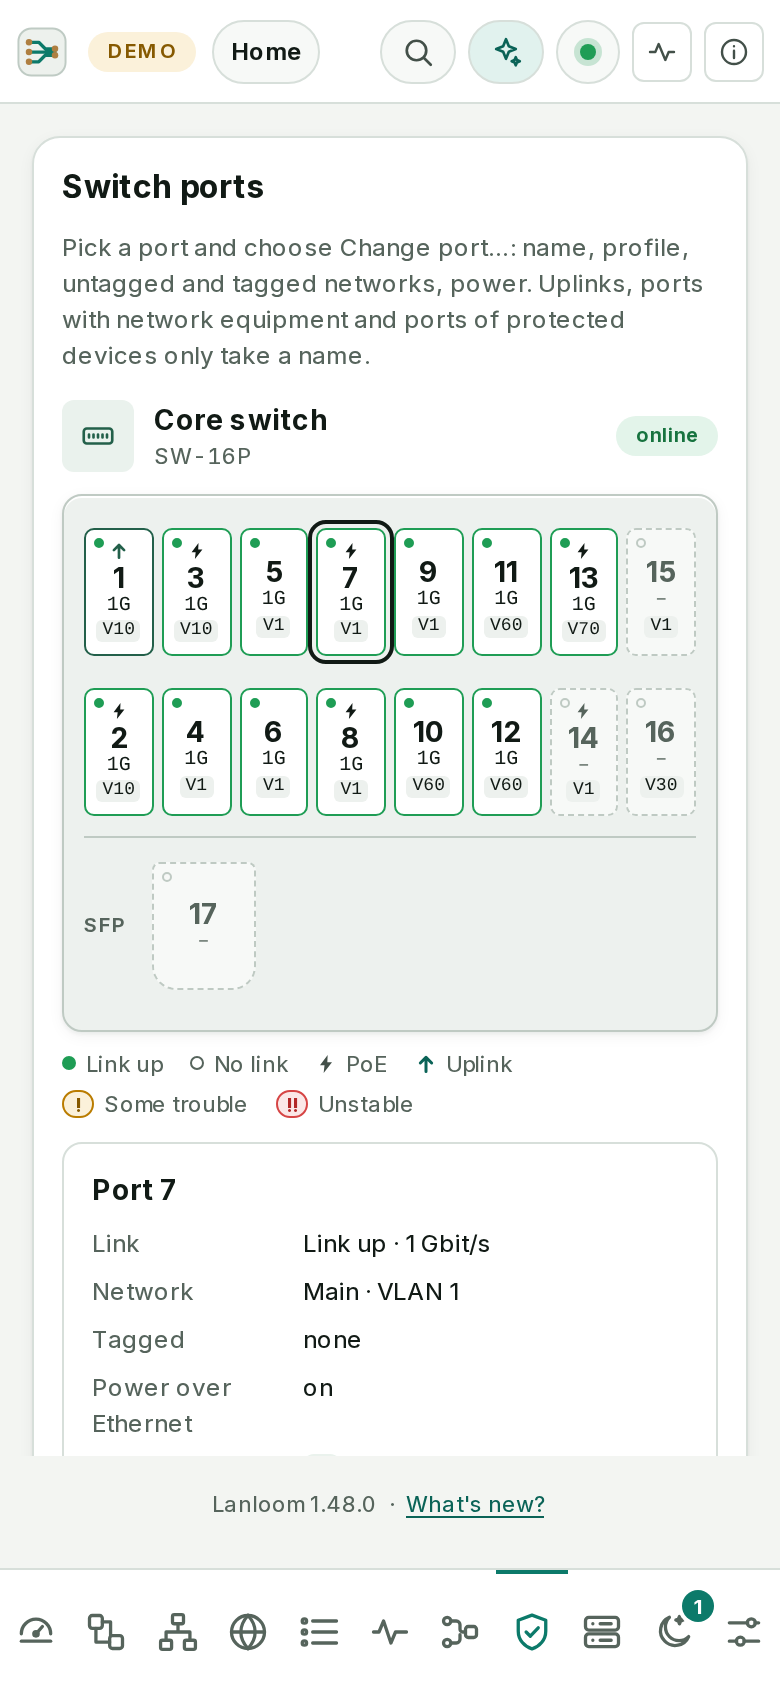 DEMO
Home
Switch ports
Pick a port and choose Change port…: name, profile,
untagged and tagged networks, power. Uplinks, ports
with network equipment and ports of protected
devices only take a name.
Core switch
SW-16P
online
1 3 5 7 9 11 13 15
1G 1G 1G 1G 1G 1G 1G –
V10 V10 V1 V1 V1 V60 V70 V1
2 4 6 8 10 12 14 16
1G 1G 1G 1G 1G 1G – –
V10 V1 V1 V1 V60 V60 V1 V30
SFP
17
–
Link up No link PoE Uplink
! Some trouble !! Unstable
Port 7
Link Link up · 1 Gbit/s
Network Main · VLAN 1
Tagged none
Power over on
Ethernet
Lanloom 1.48.0 · What's new?
1